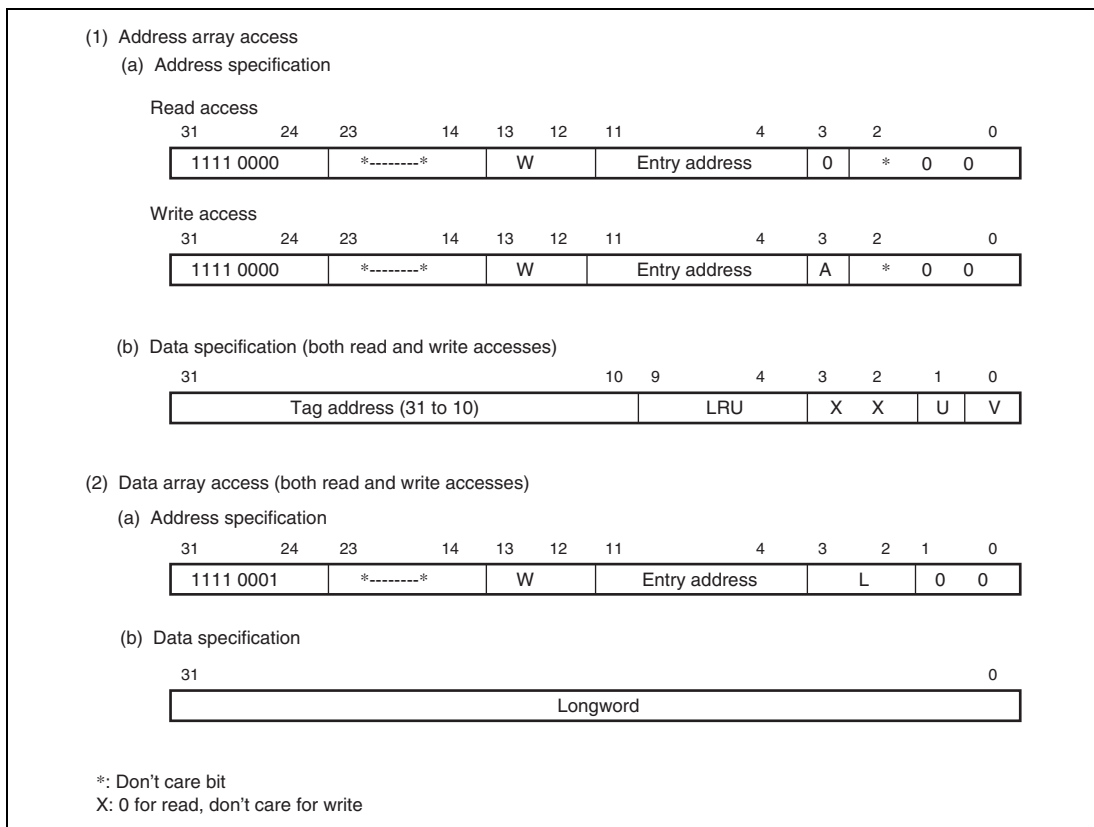 (1) Address array access
(a) Address specification
Read access
31 24 23 14 13 12 11 4 3 2 0
1111 0000 *--------* W Entry address 0 * 0 0
Write access
31 24 23 14 13 12 11 4 3 2 0
1111 0000 *--------* W Entry address A * 0 0
(b) Data specification (both read and write accesses)
31 10 9 4 3 2 1 0
Tag address (31 to 10) LRU X X U V
(2) Data array access (both read and write accesses)
(a) Address specification
31 24 23 14 13 12 11 4 3 2 1 0
1111 0001 *--------* W Entry address L 0 0
(b) Data specification
31 0
Longword
*: Don't care bit
X: 0 for read, don't care for write